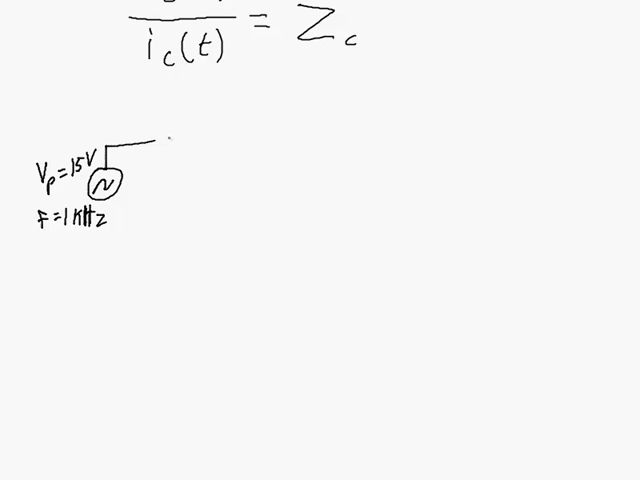 i_c(t) = Z_c
V_p = 15V
F = 1 KHz